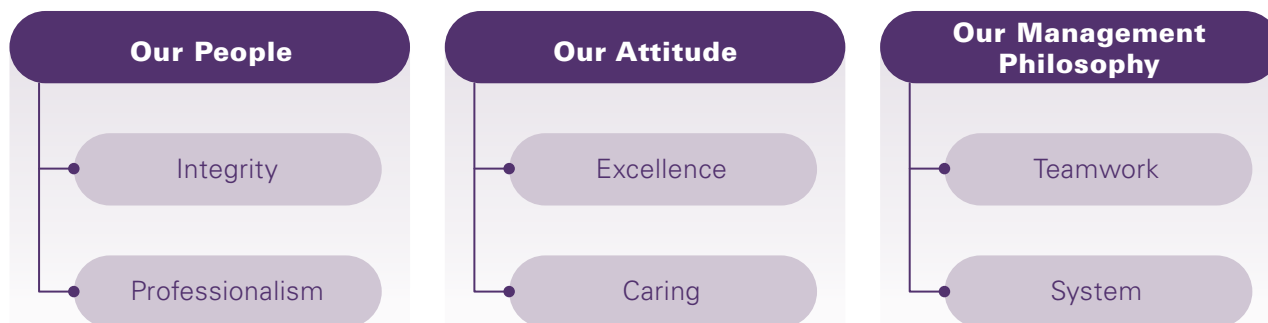 Our People
Integrity
Professionalism
Our Attitude
Excellence
Caring
Our Management
Philosophy
Teamwork
System